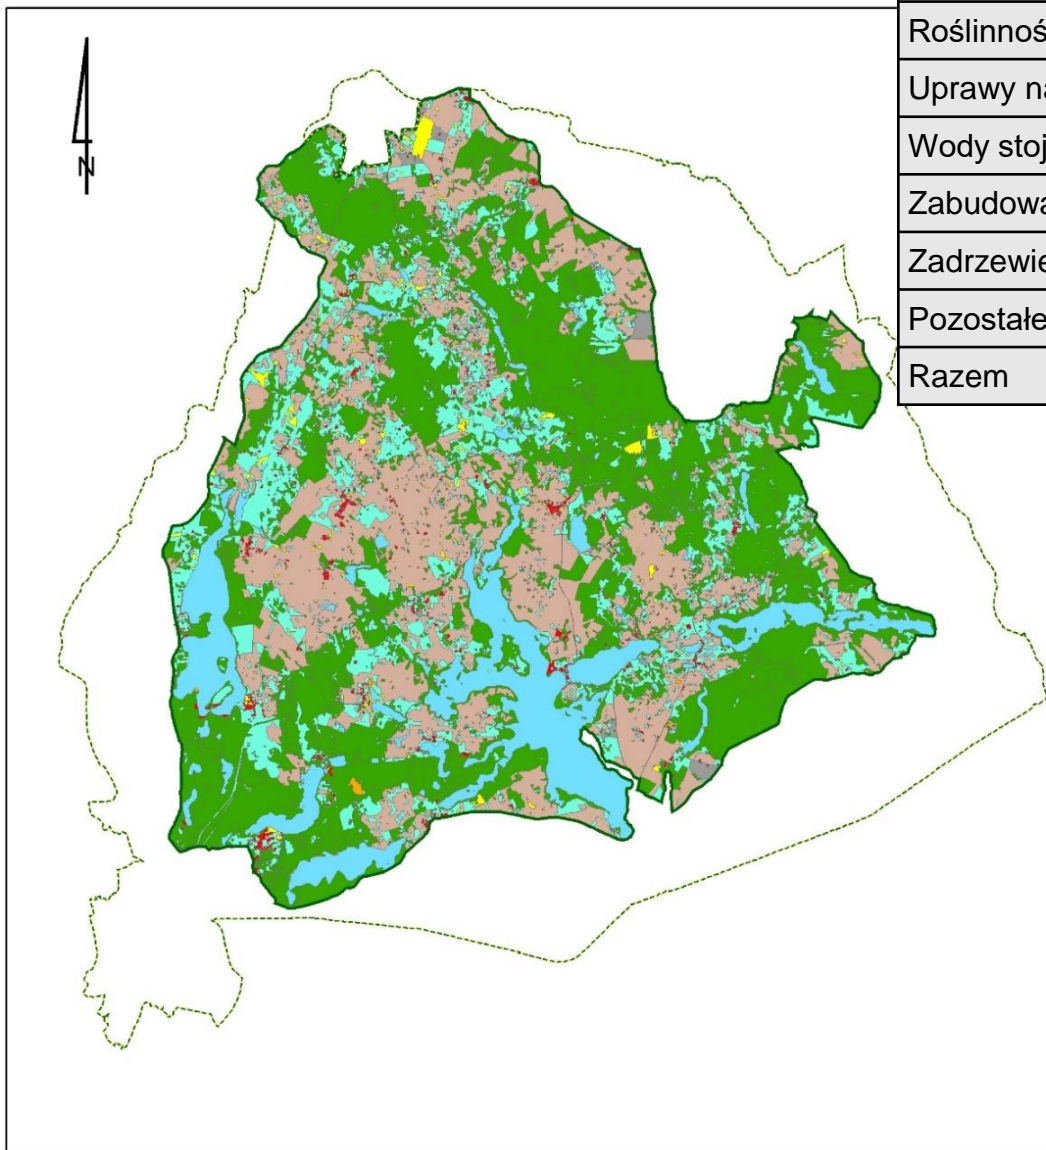 Roślinnoś
Uprawy na
Wody stoj
Zabudowa
Zadrzewie
Pozostałe
Razem
N